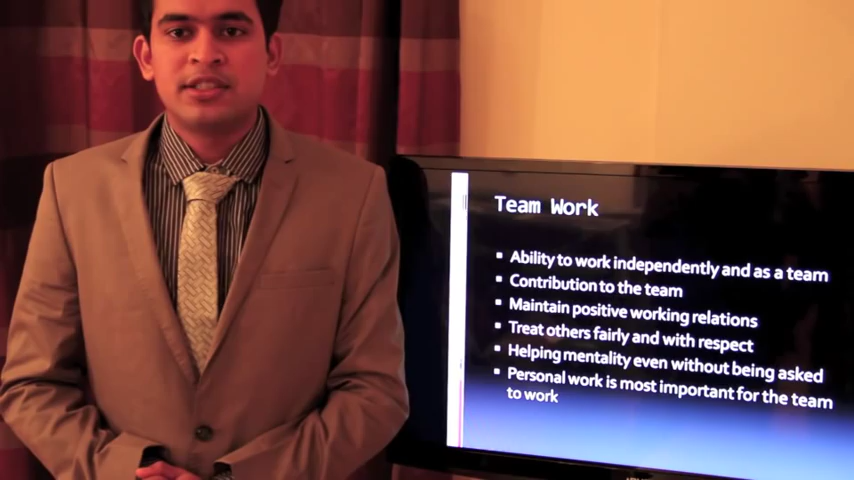 Team Work
▪ Ability to work independently and as a team
▪ Contribution to the team
▪ Maintain positive working relations
▪ Treat others fairly and with respect
▪ Helping mentality even without being asked
▪ Personal work is most important for the team
to work